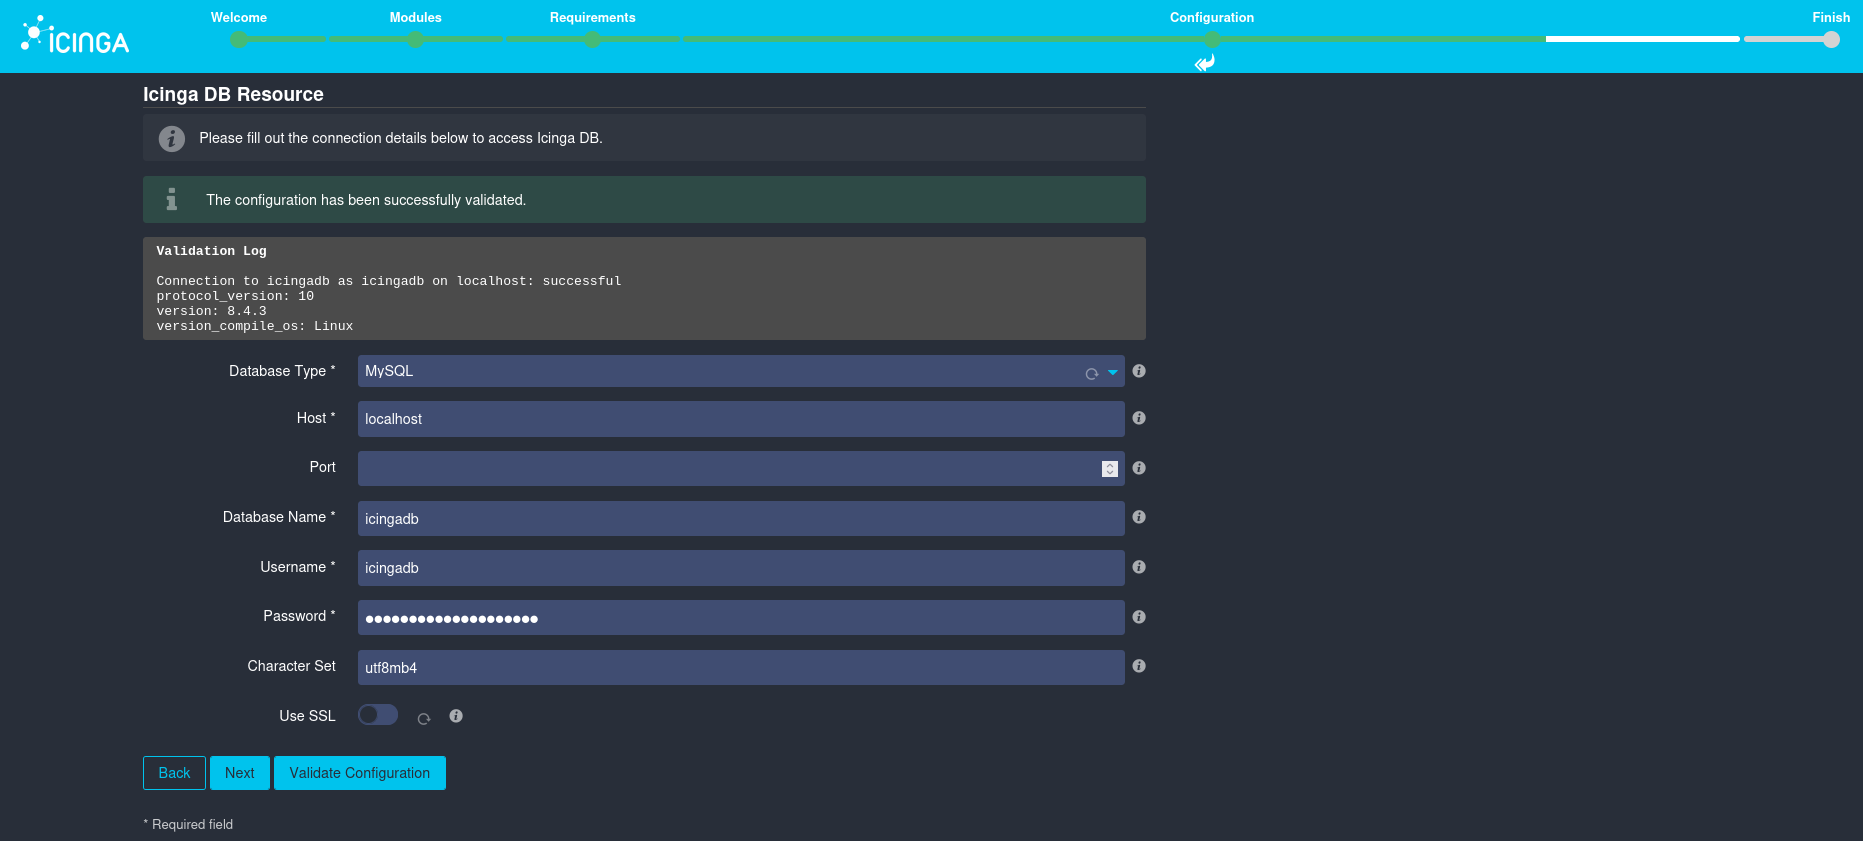 ICINGA
Welcome
Modules
Requirements
Configuration
Finish
Icinga DB Resource
Please fill out the connection details below to access Icinga DB.
The configuration has been successfully validated.
Validation Log
Connection to icingadb as icingadb on localhost: successful
protocol_version: 10
version: 8.4.3
version_compile_os: Linux
Database Type * MySQL
Host * localhost
Port
Database Name * icingadb
Username * icingadb
Password * ●●●●●●●●●●●●●●●●●●●●
Character Set utf8mb4
Use SSL
Back Next Validate Configuration
* Required field